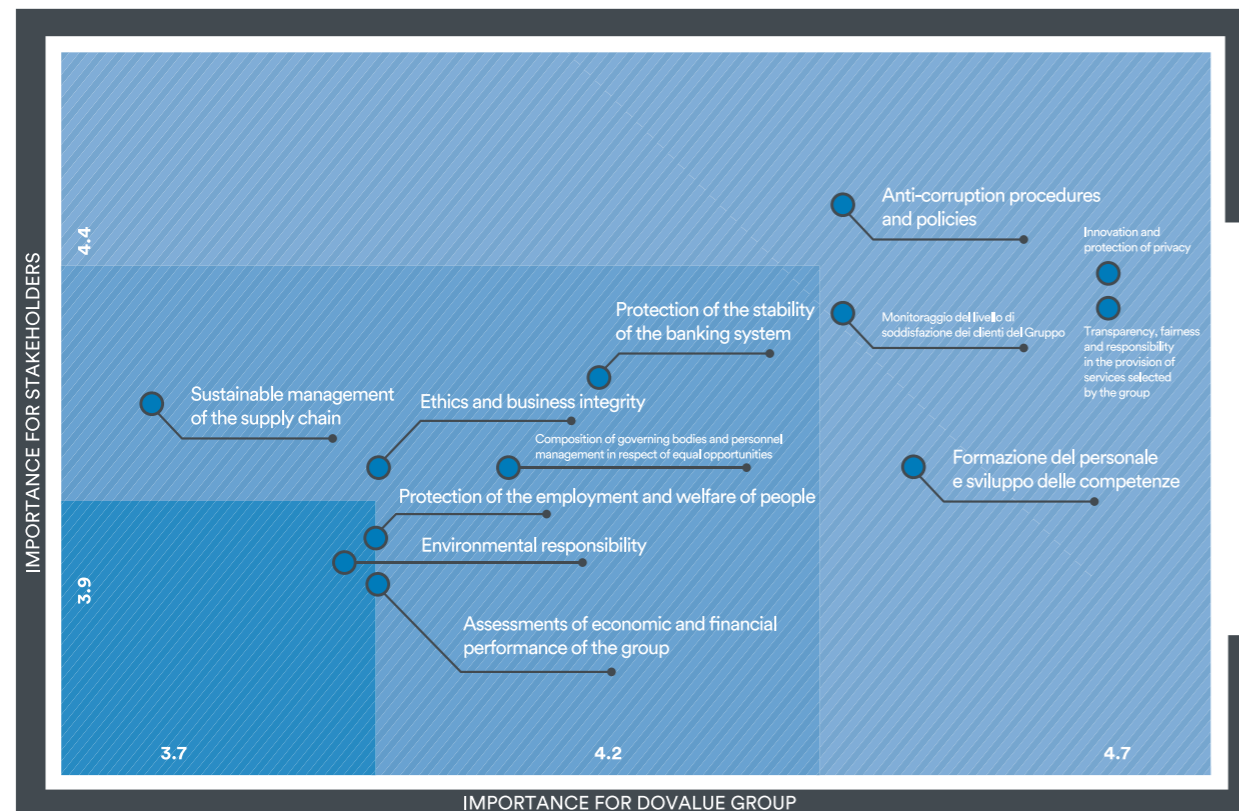 IMPORTANCE FOR STAKEHOLDERS
4.4
3.9
Anti-corruption procedures
and policies
Innovation and
protection of privacy
Protection of the stability
of the banking system
Monitoraggio del livello di
soddisfazione dei clienti del Gruppo
Transparency, fairness
and responsibility
in the provision of
services selected
by the group
Sustainable management
of the supply chain
Ethics and business integrity
Composition of governing bodies and personnel
management in respect of equal opportunities
Formazione del personale
e sviluppo delle competenze
Protection of the employment and welfare of people
Environmental responsibility
Assessments of economic and financial
performance of the group
3.7
4.2
4.7
IMPORTANCE FOR DOVALUE GROUP